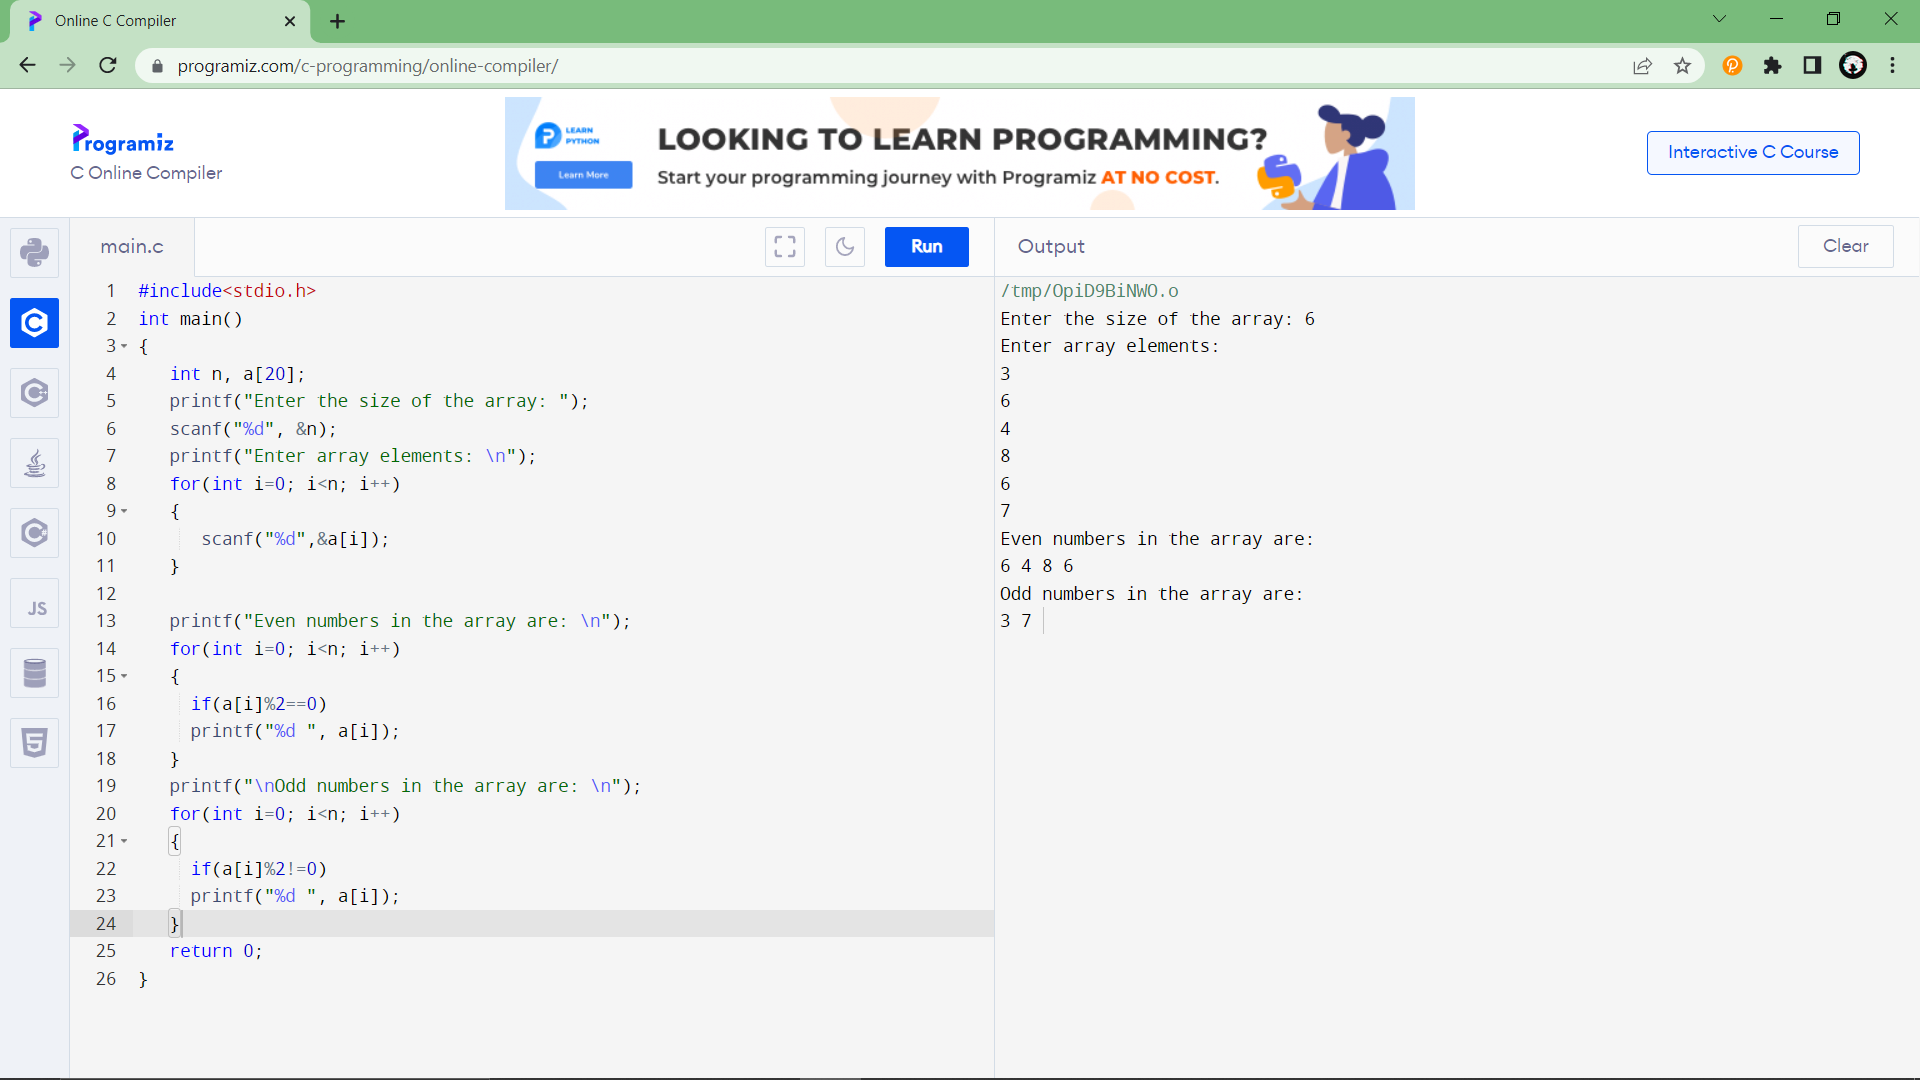 Online C Compiler
programiz.com/c-programming/online-compiler/
Programiz
C Online Compiler
LEARN
PYTHON
Learn More
LOOKING TO LEARN PROGRAMMING?
Start your programming journey with Programiz AT NO COST.
Interactive C Course
main.c
Run
Output
Clear
JS
1 #include<stdio.h>
2 int main()
3 {
4    int n, a[20];
5    printf("Enter the size of the array: ");
6    scanf("%d", &n);
7    printf("Enter array elements: \n");
8    for(int i=0; i<n; i++)
9    {
10       scanf("%d",&a[i]);
11    }
12
13    printf("Even numbers in the array are: \n");
14    for(int i=0; i<n; i++)
15    {
16      if(a[i]%2==0)
17      printf("%d ", a[i]);
18    }
19    printf("\nOdd numbers in the array are: \n");
20    for(int i=0; i<n; i++)
21    {
22      if(a[i]%2!=0)
23      printf("%d ", a[i]);
24    }
25    return 0;
26 }
/tmp/OpiD9BiNWO.o
Enter the size of the array: 6
Enter array elements:
3
6
4
8
6
7
Even numbers in the array are:
6 4 8 6
Odd numbers in the array are:
3 7